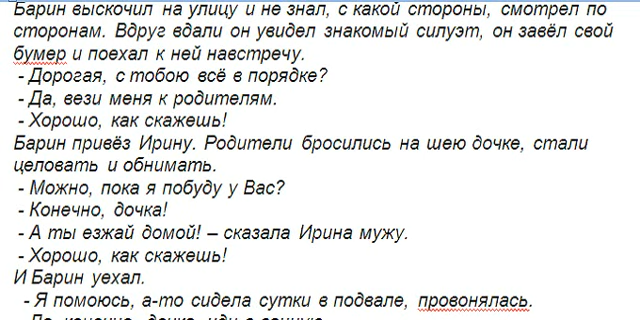 Барин выскочил на улицу и не знал, с какой стороны, смотрел по
сторонам. Вдруг вдали он увидел знакомый силуэт, он завёл свой
бумер и поехал к ней навстречу.
- Дорогая, с тобою всё в порядке?
- Да, вези меня к родителям.
- Хорошо, как скажешь!
Барин привёз Ирину. Родители бросились на шею дочке, стали
целовать и обнимать.
- Можно, пока я побуду у Вас?
- Конечно, дочка!
- А ты езжай домой! – сказала Ирина мужу.
- Хорошо, как скажешь!
И Барин уехал.
- Я помоюсь, а-то сидела сутки в подвале, провонялась.